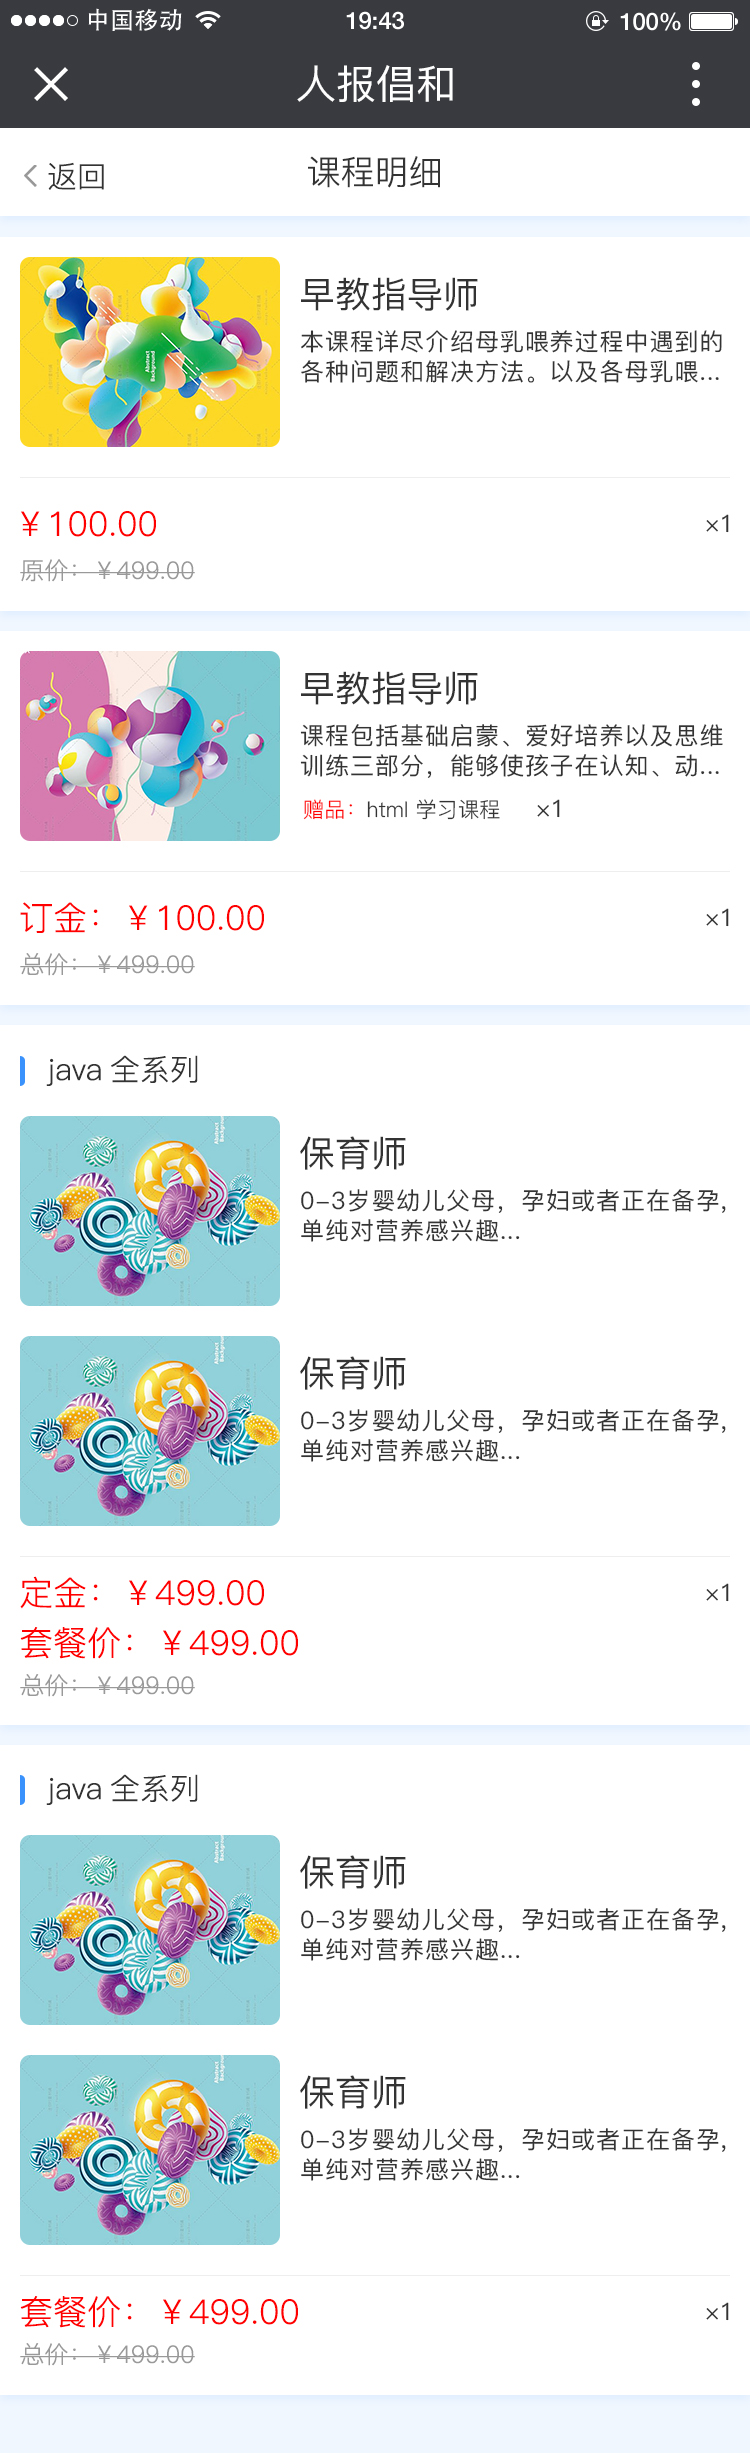 中国移动 19:43 100%
人报倡和
返回 课程明细
早教指导师
本课程详尽介绍母乳喂养过程中遇到的
各种问题和解决方法。以及各母乳喂...
¥100.00 ×1
原价：¥499.00
早教指导师
课程包括基础启蒙、爱好培养以及思维
训练三部分，能够使孩子在认知、动...
赠品：html 学习课程 ×1
订金：¥100.00 ×1
总价：¥499.00
java 全系列
保育师
0-3岁婴幼儿父母，孕妇或者正在备孕，
单纯对营养感兴趣...
保育师
0-3岁婴幼儿父母，孕妇或者正在备孕，
单纯对营养感兴趣...
定金：¥499.00 ×1
套餐价：¥499.00
总价：¥499.00
java 全系列
保育师
0-3岁婴幼儿父母，孕妇或者正在备孕，
单纯对营养感兴趣...
保育师
0-3岁婴幼儿父母，孕妇或者正在备孕，
单纯对营养感兴趣...
套餐价：¥499.00 ×1
总价：¥499.00